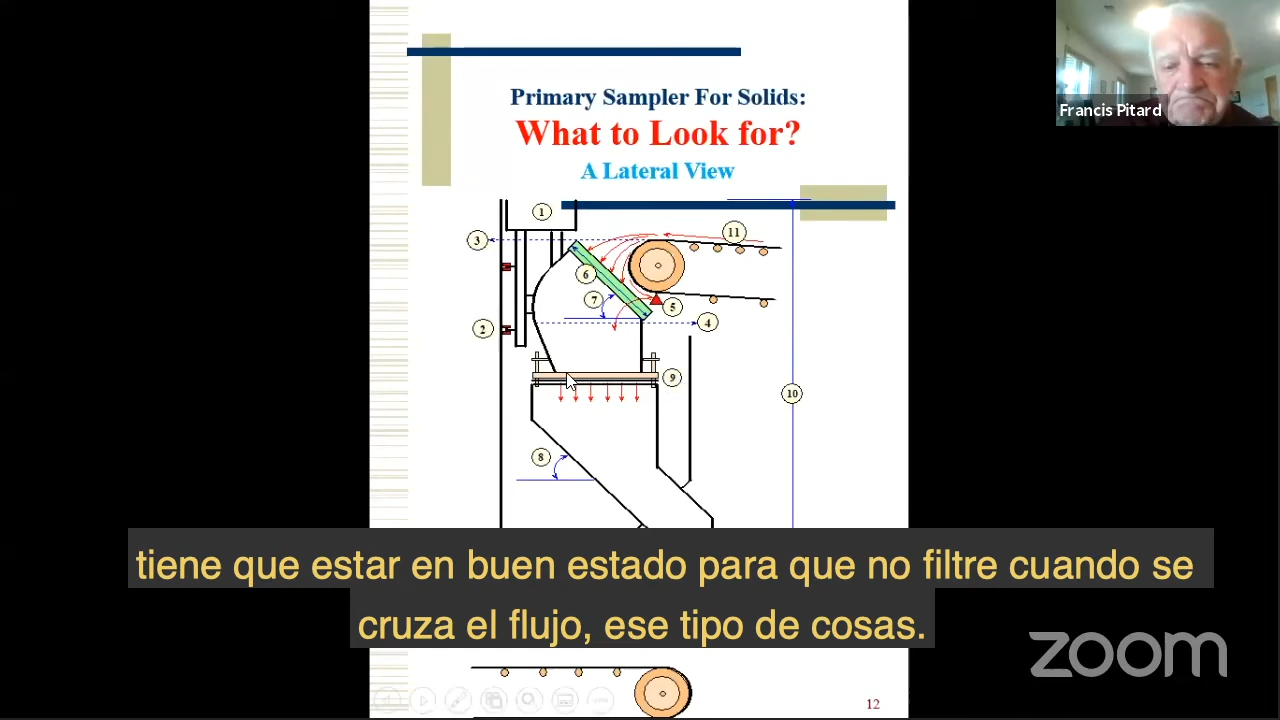 Francis Pitard
Primary Sampler For Solids:
What to Look for?
A Lateral View
1
11
3
6
7
5
4
2
9
10
8
tiene que estar en buen estado para que no filtre cuando se
cruza el flujo, ese tipo de cosas.
zoom
12